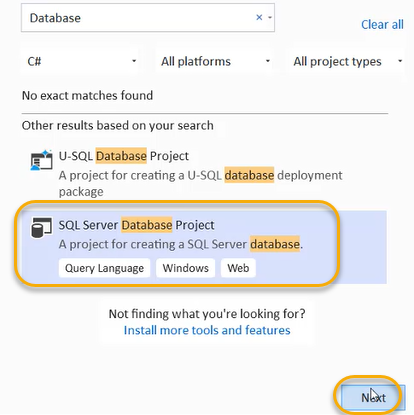 Database
Clear all
C#
All platforms
All project types
No exact matches found
Other results based on your search
U-SQL Database Project
A project for creating a U-SQL database deployment
package
SQL Server Database Project
A project for creating a SQL Server database.
Query Language Windows Web
Not finding what you're looking for?
Install more tools and features
Next